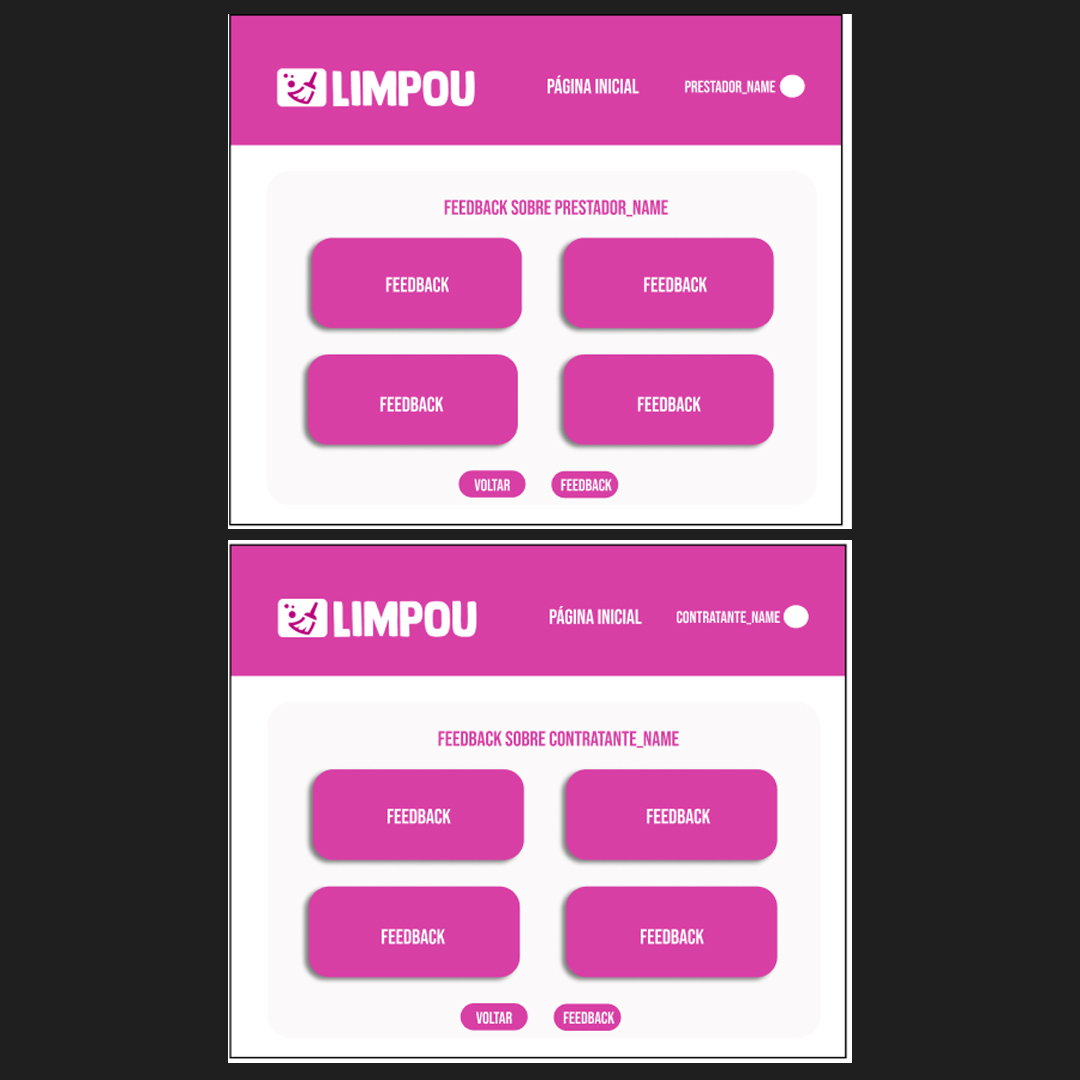 LIMPOU
PÁGINA INICIAL
PRESTADOR_NAME
FEEDBACK SOBRE PRESTADOR_NAME
FEEDBACK
FEEDBACK
FEEDBACK
FEEDBACK
VOLTAR
FEEDBACK
LIMPOU
PÁGINA INICIAL
CONTRATANTE_NAME
FEEDBACK SOBRE CONTRATANTE_NAME
FEEDBACK
FEEDBACK
FEEDBACK
FEEDBACK
VOLTAR
FEEDBACK